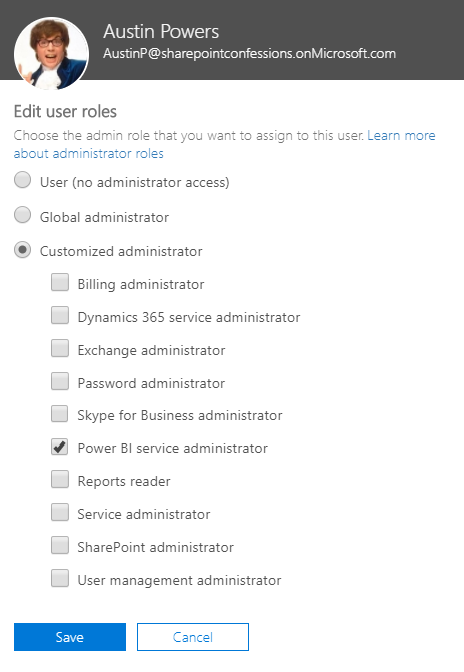 Austin Powers
AustinP@sharepointconfessions.onMicrosoft.com
Edit user roles
Choose the admin role that you want to assign to this user. Learn more
about administrator roles
User (no administrator access)
Global administrator
Customized administrator
Billing administrator
Dynamics 365 service administrator
Exchange administrator
Password administrator
Skype for Business administrator
Power BI service administrator
Reports reader
Service administrator
SharePoint administrator
User management administrator
Save
Cancel